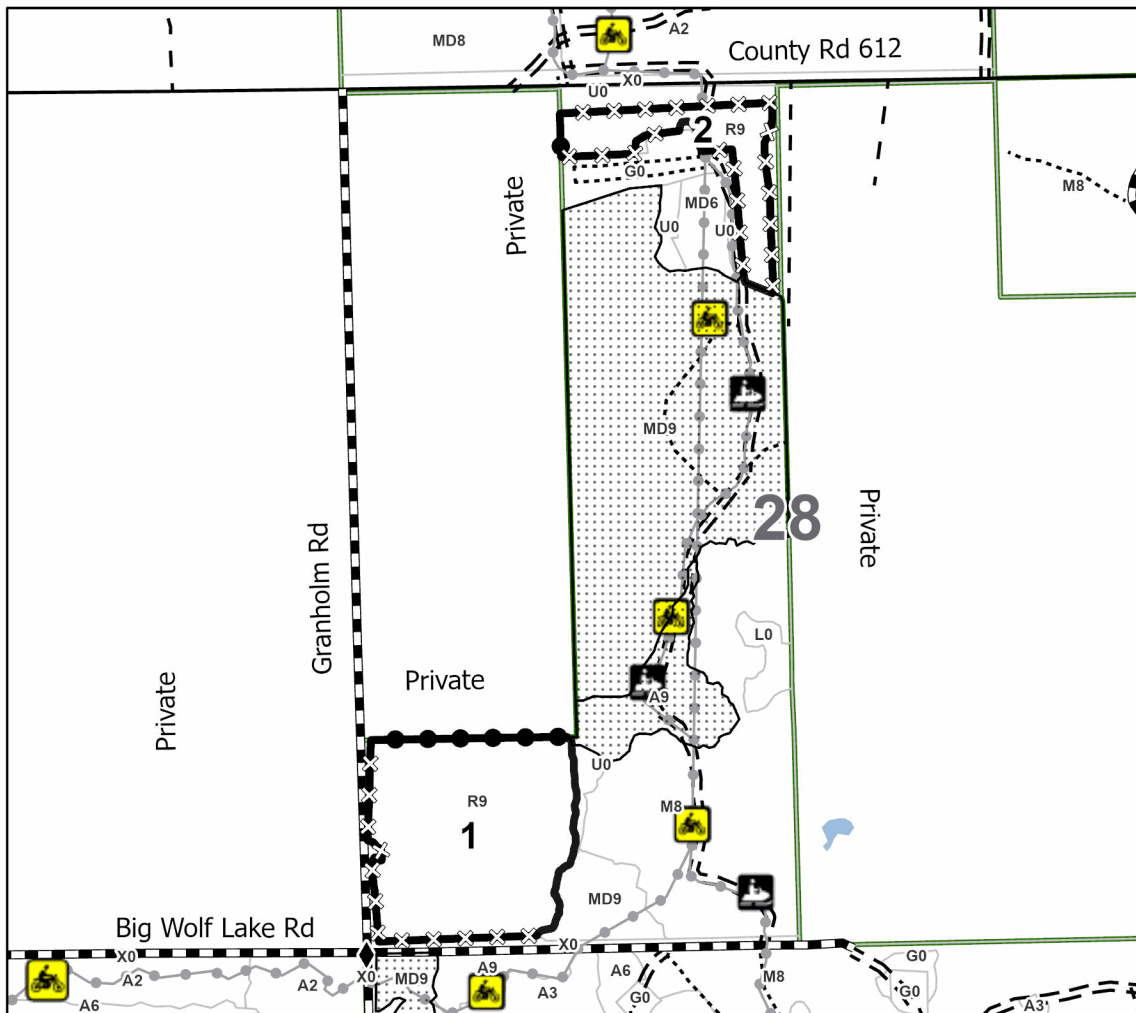 MD8
A2
County Rd 612
X0
U0
2
R9
G0
M8
Private
MD6
U0
U0
MD9
28
Private
Granholm Rd
L0
Private
Private
A9
U0
R9
M8
1
MD9
Big Wolf Lake Rd
X0
X0
A2
A2
X0
MD9
A9
A3
A6
G0
M8
G0
G0
A6
A3